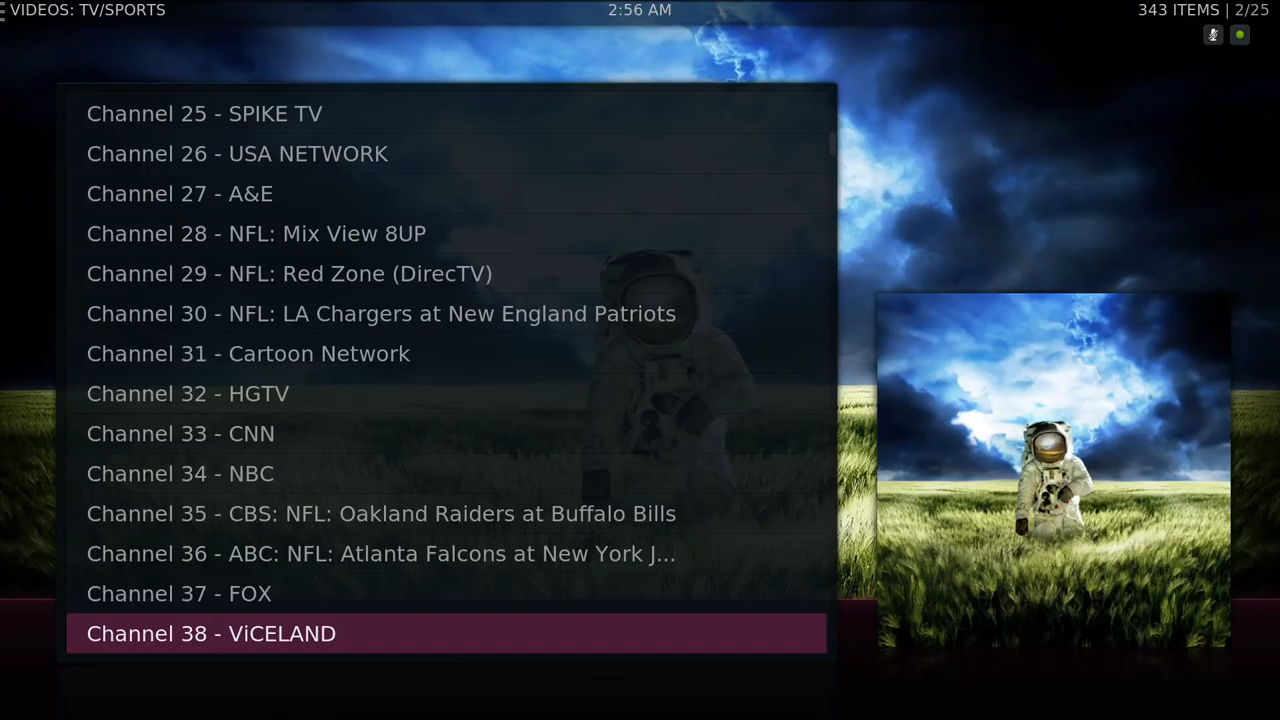 VIDEOS: TV/SPORTS
2:56 AM
343 ITEMS | 2/25
Channel 25 - SPIKE TV
Channel 26 - USA NETWORK
Channel 27 - A&E
Channel 28 - NFL: Mix View 8UP
Channel 29 - NFL: Red Zone (DirecTV)
Channel 30 - NFL: LA Chargers at New England Patriots
Channel 31 - Cartoon Network
Channel 32 - HGTV
Channel 33 - CNN
Channel 34 - NBC
Channel 35 - CBS: NFL: Oakland Raiders at Buffalo Bills
Channel 36 - ABC: NFL: Atlanta Falcons at New York J...
Channel 37 - FOX
Channel 38 - ViCELAND